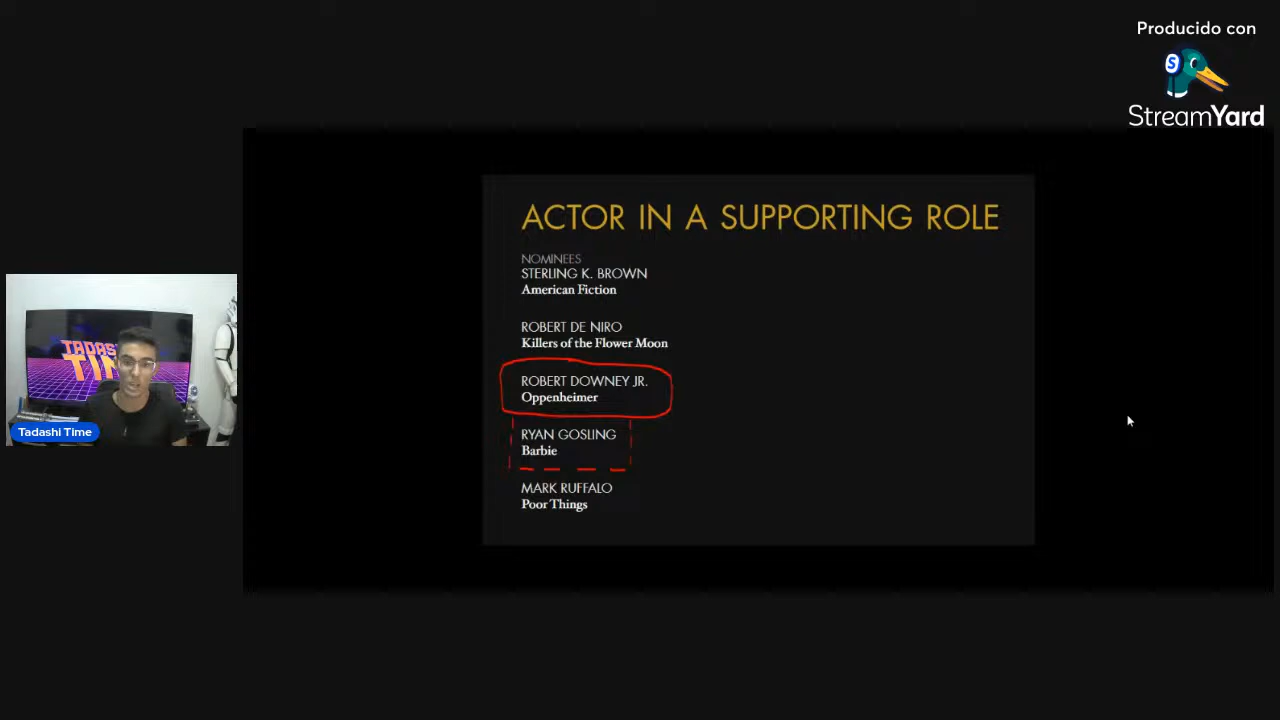 Producido con
S
StreamYard
ACTOR IN A SUPPORTING ROLE
NOMINEES
STERLING K. BROWN
American Fiction
ROBERT DE NIRO
Killers of the Flower Moon
ROBERT DOWNEY JR.
Oppenheimer
RYAN GOSLING
Barbie
MARK RUFFALO
Poor Things
Tadashi Time